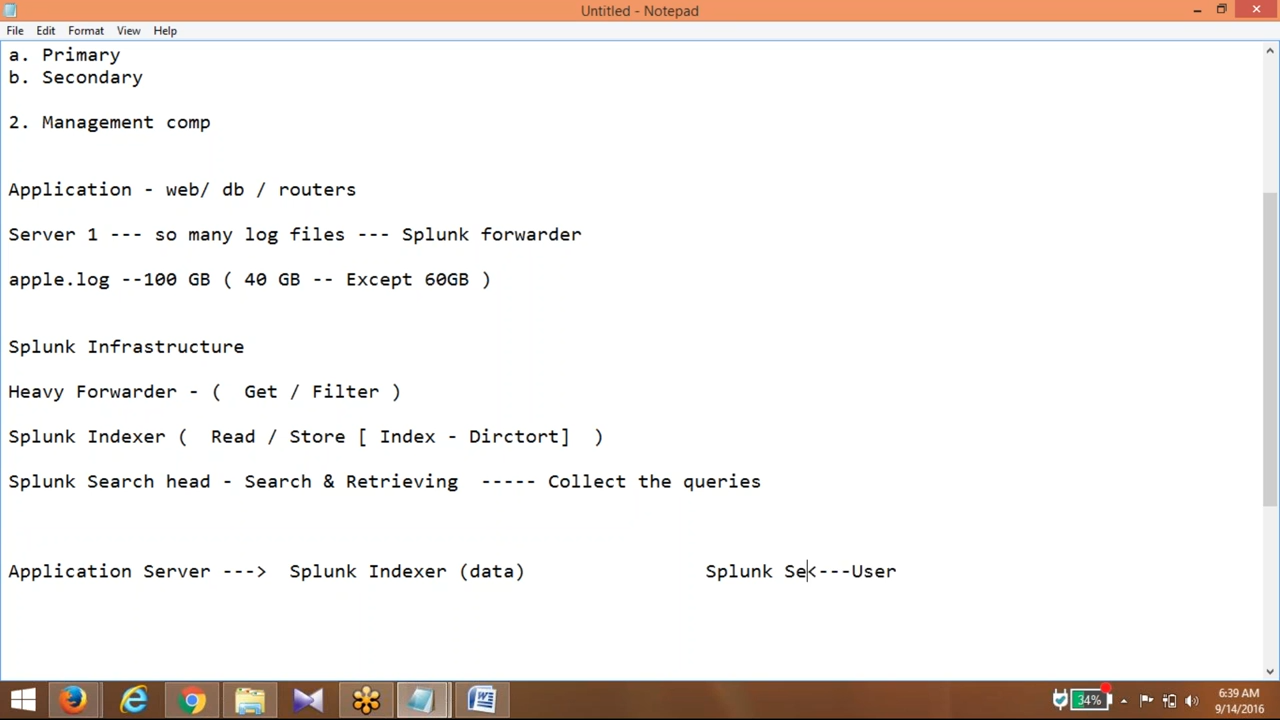 Untitled - Notepad
File Edit Format View Help
a. Primary
b. Secondary
2. Management comp
Application - web/ db / routers
Server 1 --- so many log files --- Splunk forwarder
apple.log --100 GB ( 40 GB -- Except 60GB )
Splunk Infrastructure
Heavy Forwarder - (  Get / Filter )
Splunk Indexer (  Read / Store [ Index - Dirctort]  )
Splunk Search head - Search & Retrieving  ----- Collect the queries
Application Server --->  Splunk Indexer (data)                Splunk Se<---User
34%
6:39 AM
9/14/2016